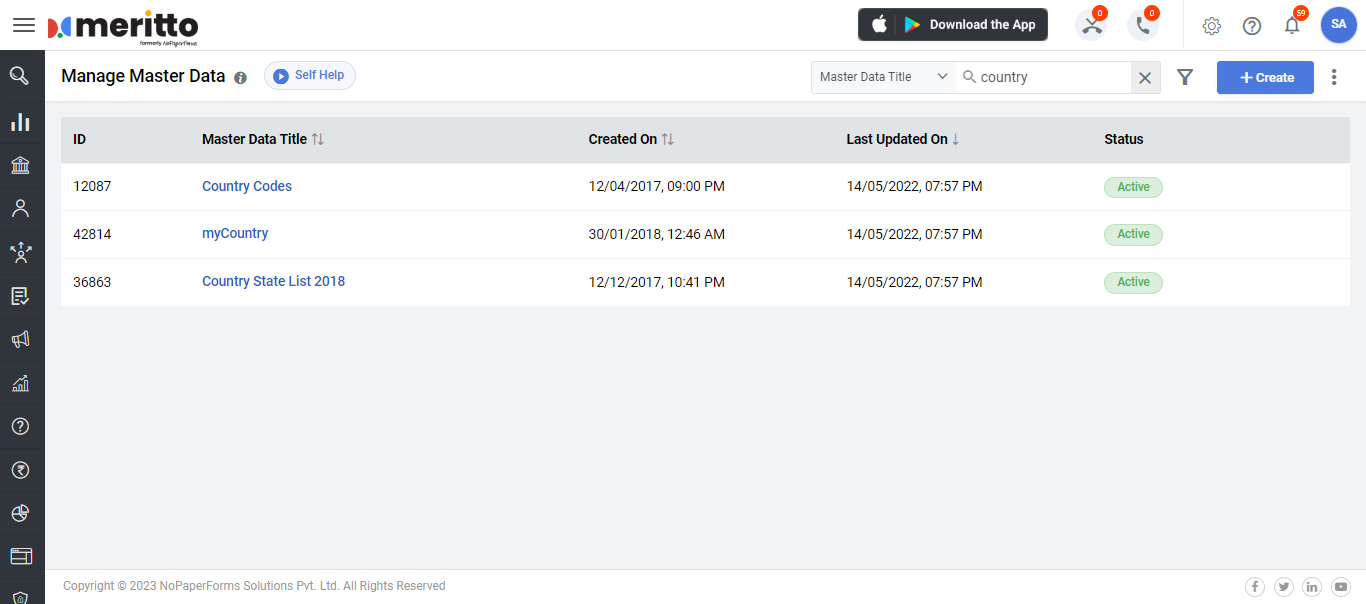 meritto
formerly NoPaperForms
Download the App
0
0
59
SA
Manage Master Data
Self Help
Master Data Title
country
+ Create
ID Master Data Title Created On Last Updated On Status
12087 Country Codes 12/04/2017, 09:00 PM 14/05/2022, 07:57 PM Active
42814 myCountry 30/01/2018, 12:46 AM 14/05/2022, 07:57 PM Active
36863 Country State List 2018 12/12/2017, 10:41 PM 14/05/2022, 07:57 PM Active
Copyright © 2023 NoPaperForms Solutions Pvt. Ltd. All Rights Reserved